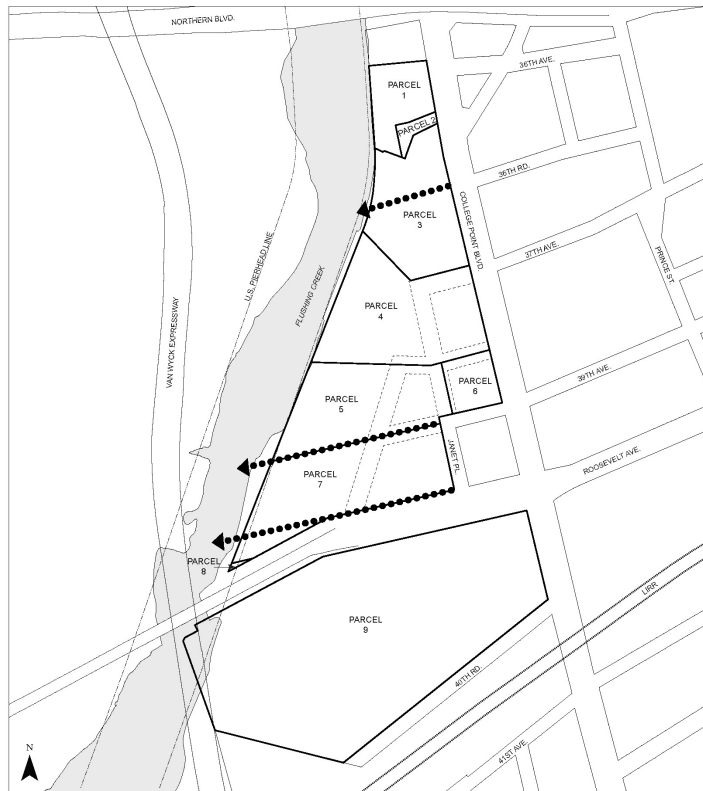 NORTHERN BLVD.
36TH AVE.
PARCEL
1
PARCEL 2
36TH RD.
COLLEGE POINT BLVD.
PARCEL
3
37TH AVE.
PRINCE ST.
U.S. PIERHEAD LINE
FLUSHING CREEK
VAN WYCK EXPRESSWAY
PARCEL
4
39TH AVE.
PARCEL
6
PARCEL
5
JANET PL.
ROOSEVELT AVE.
PARCEL
7
PARCEL
8
LIRR
PARCEL
9
40TH RD.
41ST AVE.
N